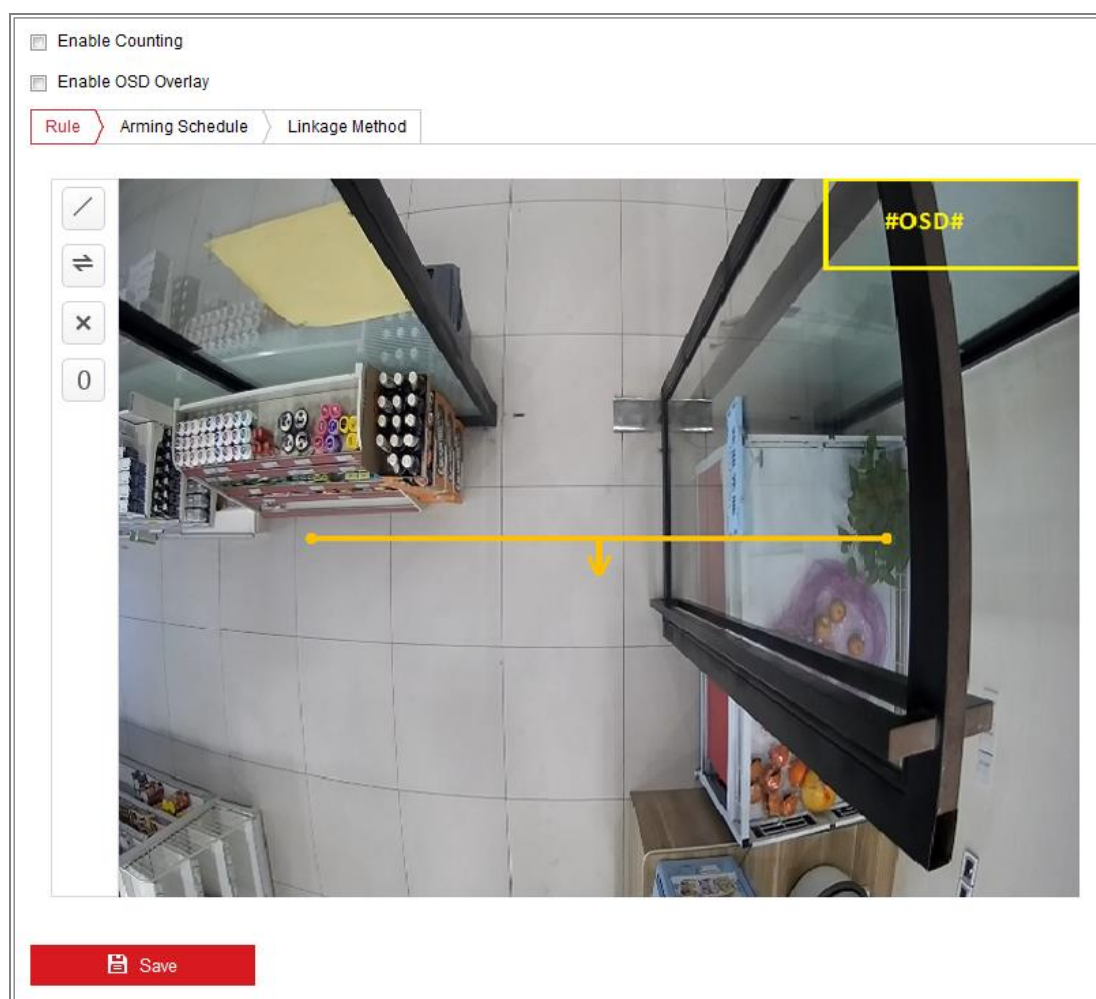 Enable Counting
Enable OSD Overlay
Rule Arming Schedule Linkage Method
#OSD#
0
Save